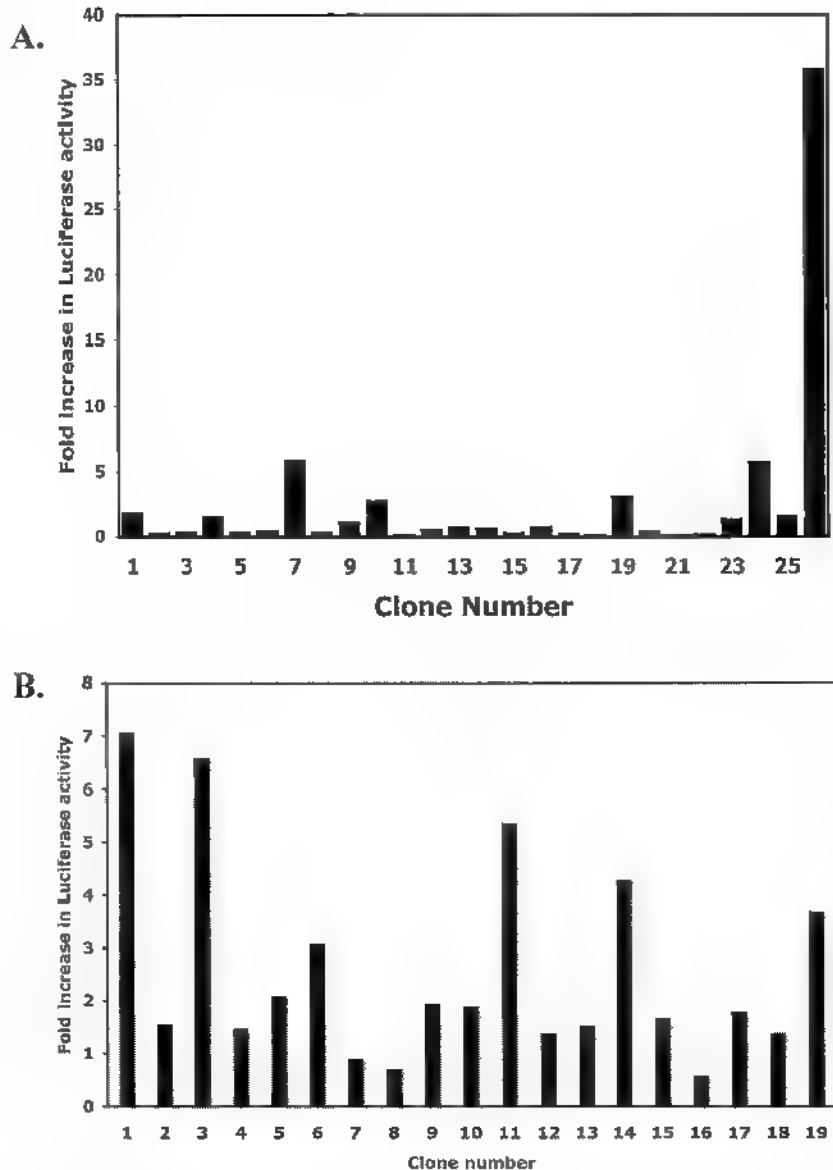 A.
Fold increase in Luciferase activity
40
35
30
25
20
15
10
5
0
1 3 5 7 9 11 13 15 17 19 21 23 25
Clone Number
B.
Fold increase in Luciferase activity
8
7
6
5
4
3
2
1
0
1 2 3 4 5 6 7 8 9 10 11 12 13 14 15 16 17 18 19
Clone number